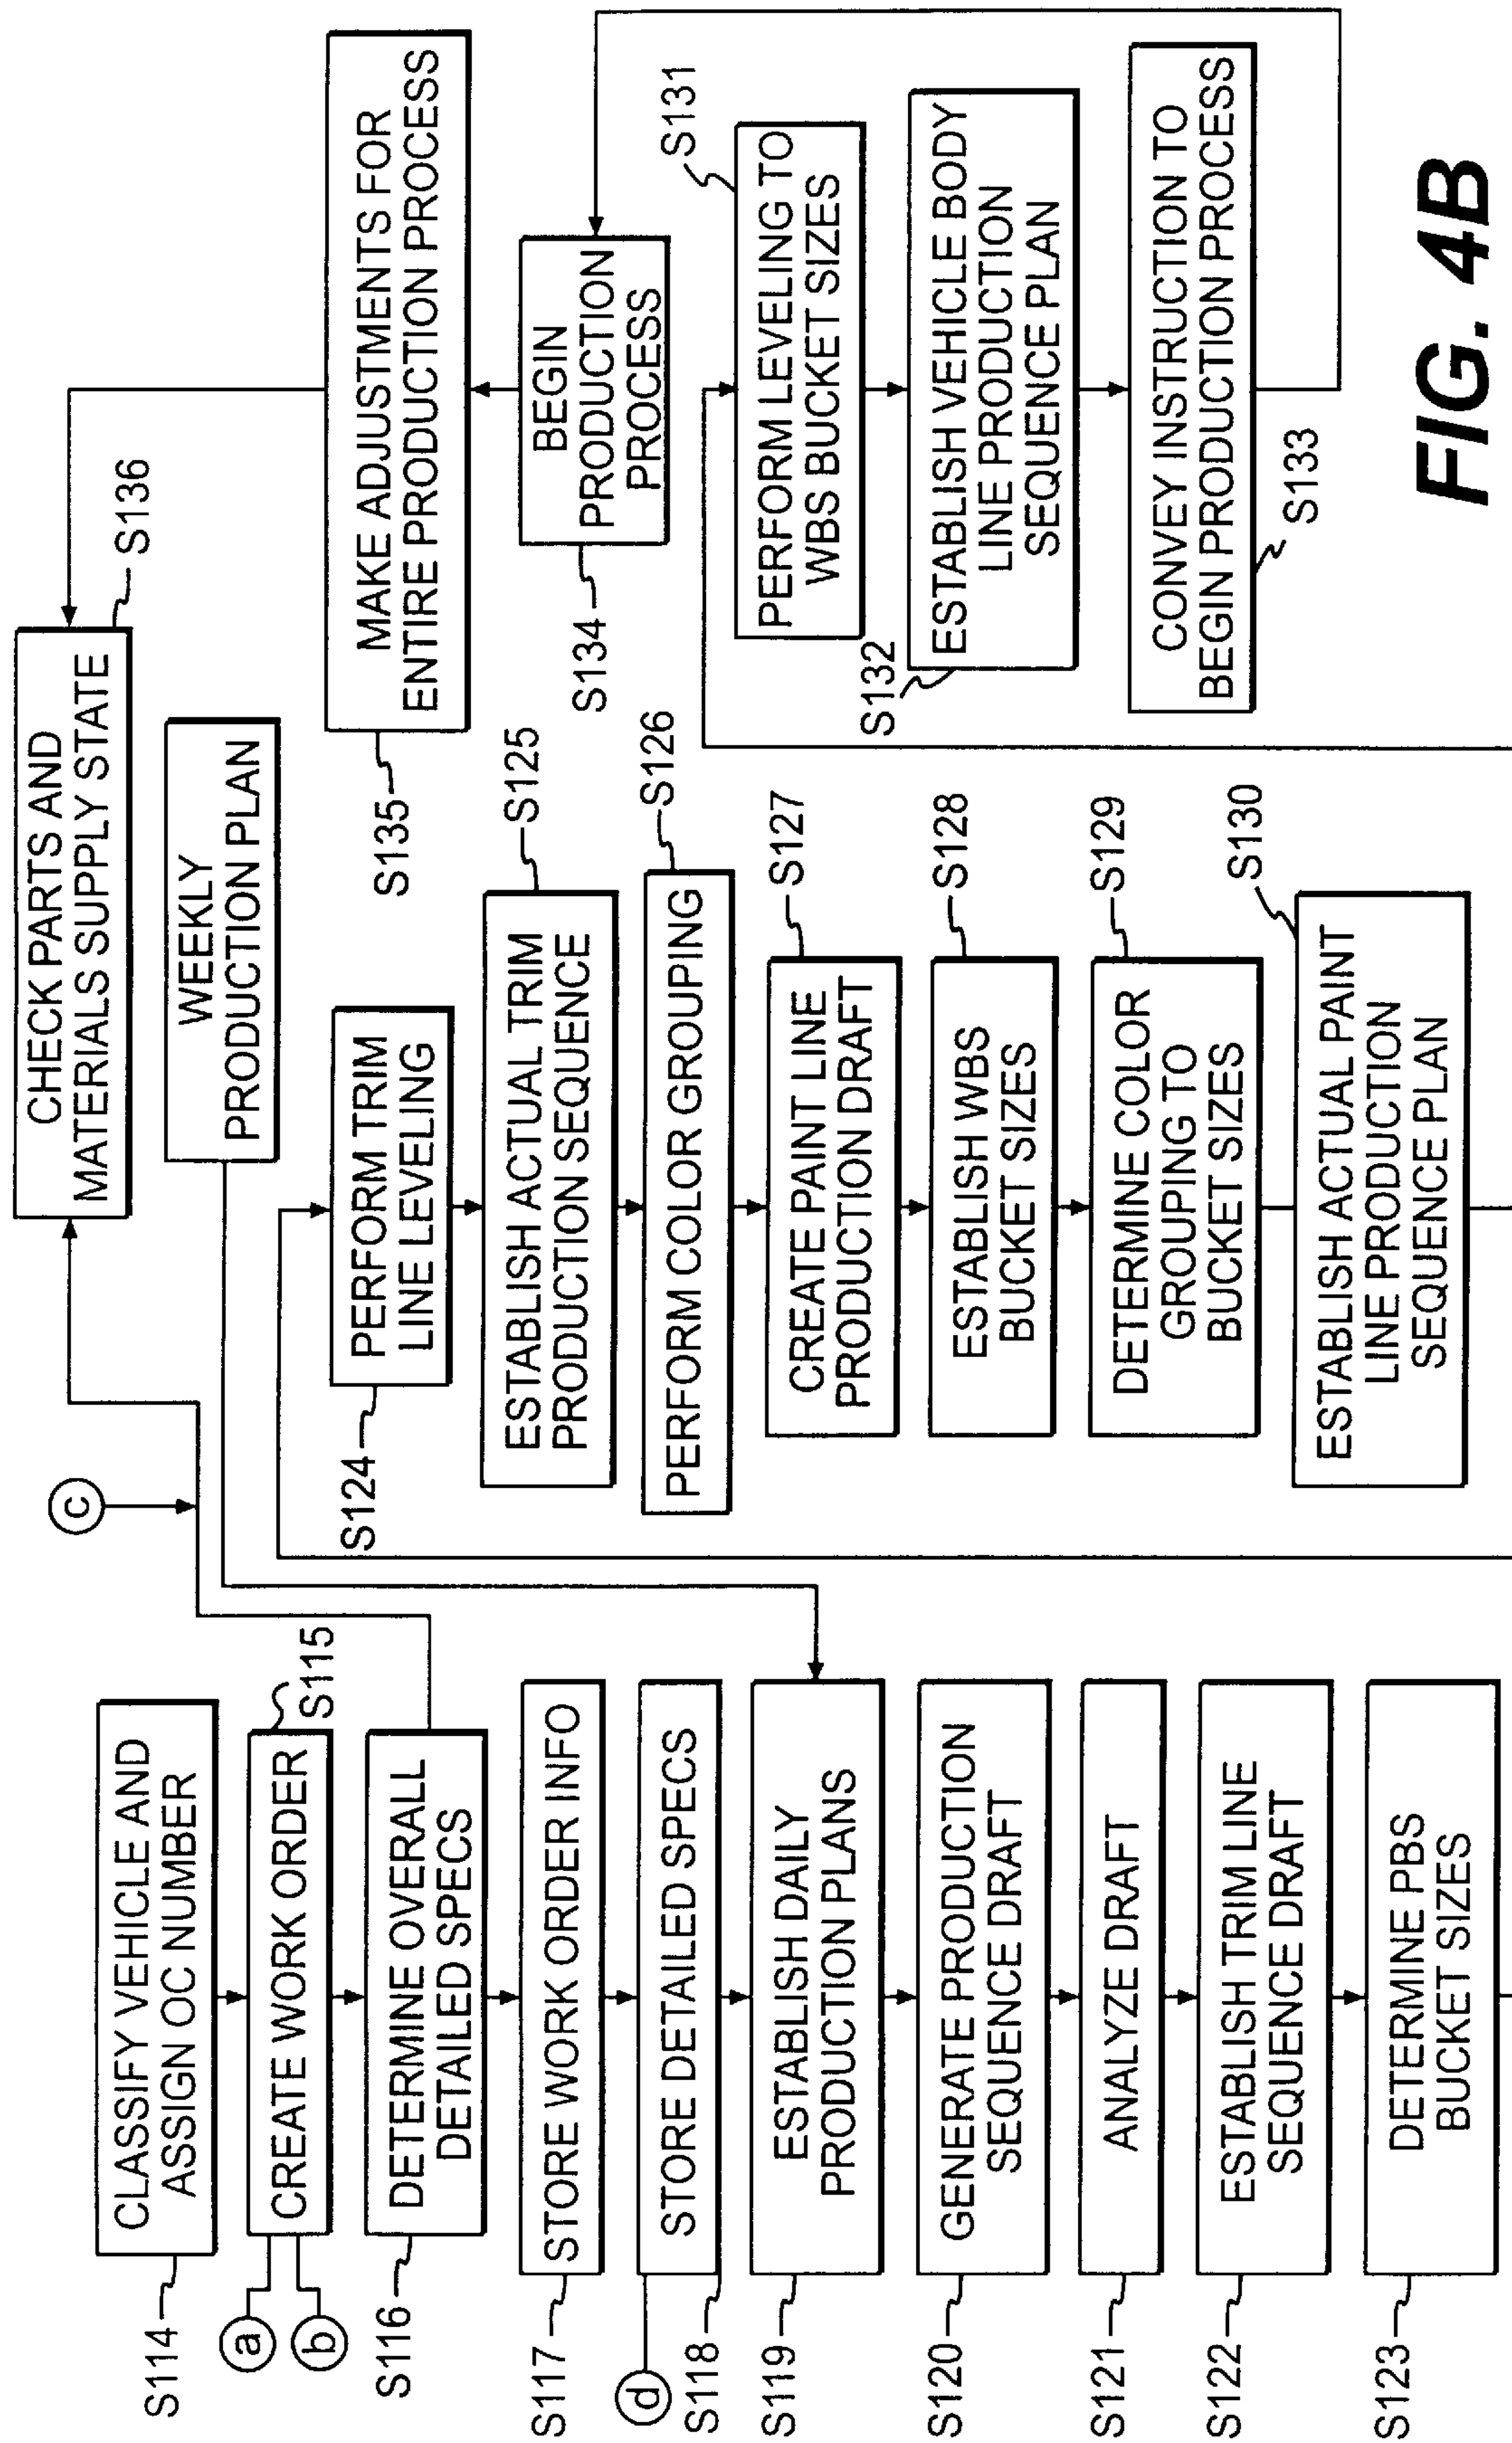 CLASSIFY VEHICLE AND
ASSIGN OC NUMBER
S114
CREATE WORK ORDER
S115
a
b
DETERMINE OVERALL
DETAILED SPECS
S116
STORE WORK ORDER INFO
S117
STORE DETAILED SPECS
d
S118
ESTABLISH DAILY
PRODUCTION PLANS
S119
GENERATE PRODUCTION
SEQUENCE DRAFT
S120
ANALYZE DRAFT
S121
ESTABLISH TRIM LINE
SEQUENCE DRAFT
S122
DETERMINE PBS
BUCKET SIZES
S123
c
CHECK PARTS AND
MATERIALS SUPPLY STATE
S136
WEEKLY
PRODUCTION PLAN
PERFORM TRIM
LINE LEVELING
S124
ESTABLISH ACTUAL TRIM
PRODUCTION SEQUENCE
S125
PERFORM COLOR GROUPING
S126
CREATE PAINT LINE
PRODUCTION DRAFT
S127
ESTABLISH WBS
BUCKET SIZES
S128
DETERMINE COLOR
GROUPING TO
BUCKET SIZES
S129
ESTABLISH ACTUAL PAINT
LINE PRODUCTION
SEQUENCE PLAN
S130
MAKE ADJUSTMENTS FOR
ENTIRE PRODUCTION PROCESS
S135
BEGIN
PRODUCTION
PROCESS
S134
PERFORM LEVELING TO
WBS BUCKET SIZES
S131
ESTABLISH VEHICLE BODY
LINE PRODUCTION
SEQUENCE PLAN
S132
CONVEY INSTRUCTION TO
BEGIN PRODUCTION PROCESS
S133
FIG. 4B